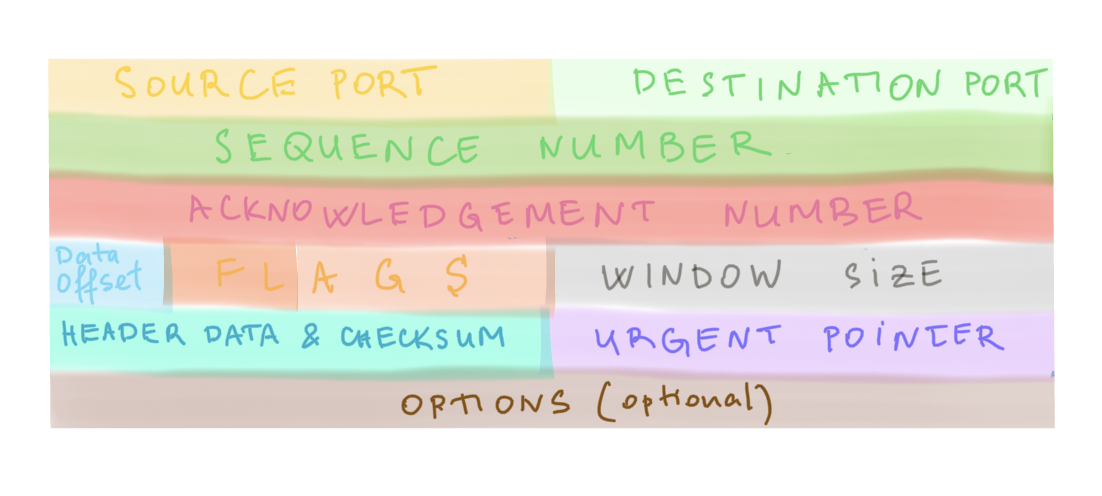 SOURCE PORT DESTINATION PORT
SEQUENCE NUMBER
ACKNOWLEDGEMENT NUMBER
Data offset FLAGS WINDOW SiZE
HEADER DATA & CHECKSUM URGENT POiNTER
OPTIONS (optional)